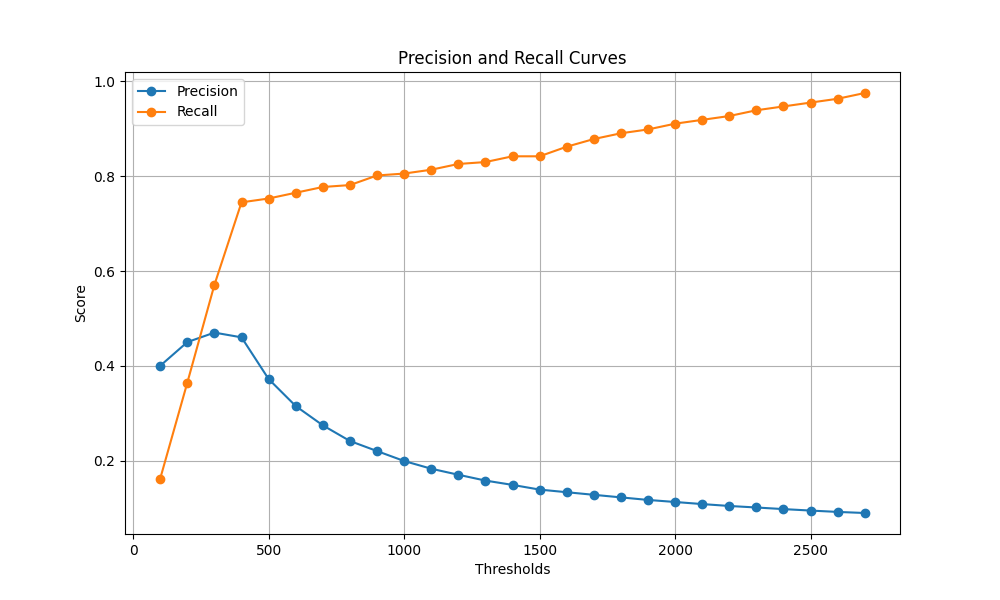 Precision and Recall Curves
Precision
Recall
1.0
0.8
0.6
0.4
0.2
Score
0
500
1000
1500
2000
2500
Thresholds